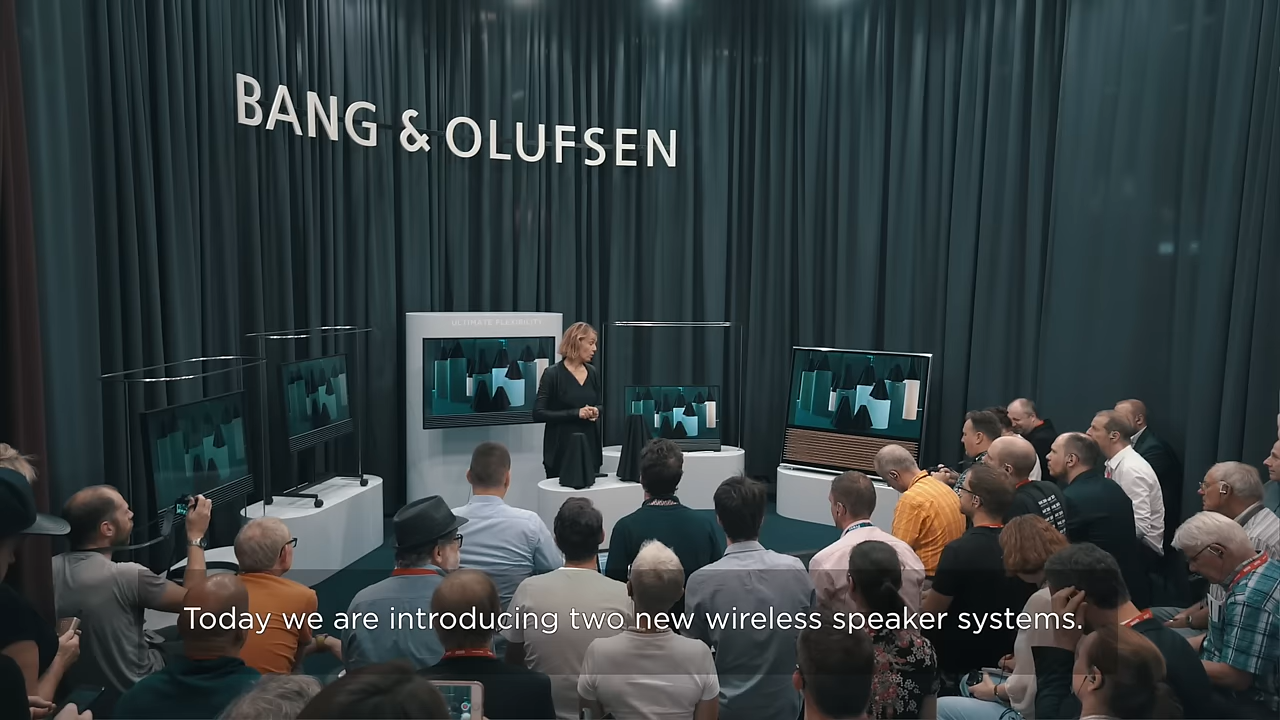 BANG & OLUFSEN
ULTIMATE FLEXIBILITY
Today we are introducing two new wireless speaker systems.